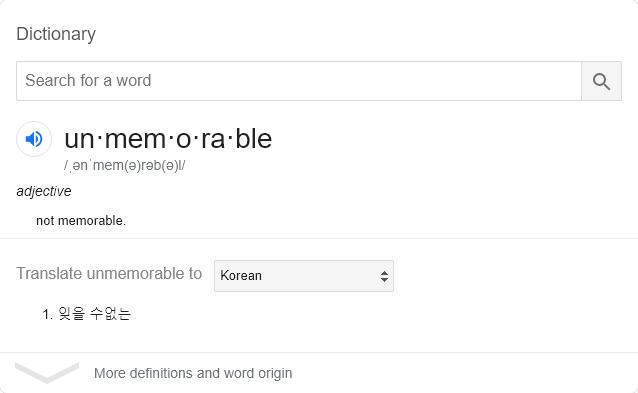 Dictionary
Search for a word
un·mem·o·ra·ble
/ˌənˈmem(ə)rəb(ə)l/
adjective
not memorable.
Translate unmemorable to Korean
1. 잊을 수없는
More definitions and word origin